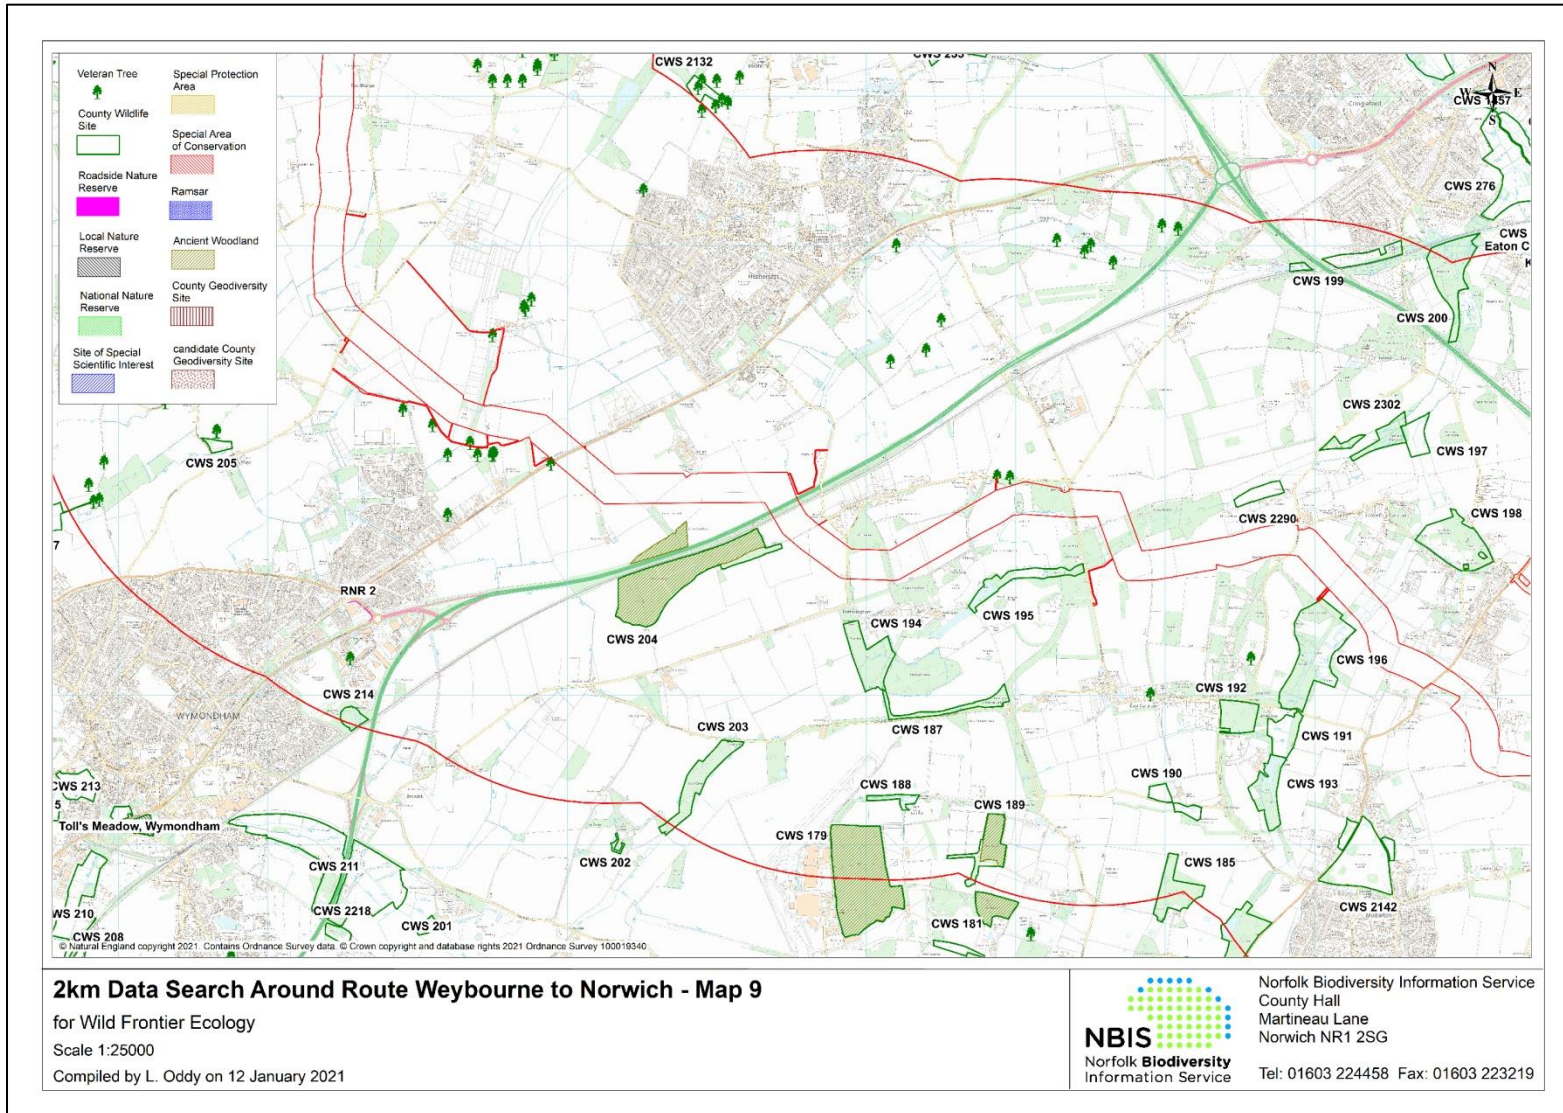 Veteran Tree
Special Protection
Area
County Wildlife
Site
Special Area
of Conservation
Roadside Nature
Reserve
Ramsar
Local Nature
Reserve
Ancient Woodland
National Nature
Reserve
County Geodiversity
Site
Site of Special
Scientific Interest
candidate County
Geodiversity Site
CWS 2132
CWS 233
N
W E
S
CWS 1457
Cringleford
CWS 276
CWS
Eaton C
K
CWS 199
CWS 200
Hethersett
CWS 2302
CWS 197
CWS 205
CWS 2290
CWS 198
7
RNR 2
CWS 204
CWS 194
CWS 195
CWS 196
CWS 214
WYMONDHAM
CWS 192
CWS 187
CWS 203
CWS 191
CWS 213
5
CWS 188
CWS 190
CWS 193
Toll's Meadow, Wymondham
CWS 189
CWS 179
CWS 202
CWS 211
CWS 185
CWS 2142
WS 210
CWS 2218
CWS 201
CWS 181
CWS 208
© Natural England copyright 2021. Contains Ordnance Survey data. © Crown copyright and database rights 2021 Ordnance Survey 100019340
2km Data Search Around Route Weybourne to Norwich - Map 9
for Wild Frontier Ecology
Scale 1:25000
Compiled by L. Oddy on 12 January 2021
NBIS
Norfolk Biodiversity
Information Service
Norfolk Biodiversity Information Service
County Hall
Martineau Lane
Norwich NR1 2SG
Tel: 01603 224458 Fax: 01603 223219